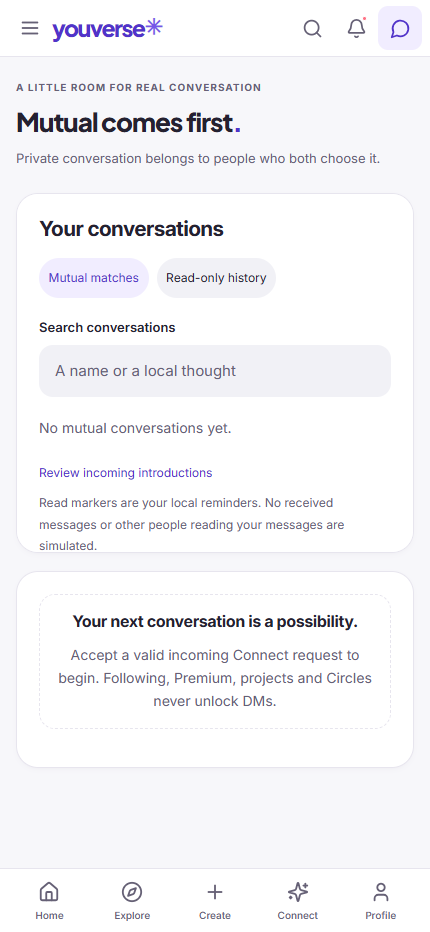 youverse
A LITTLE ROOM FOR REAL CONVERSATION
Mutual comes first.
Private conversation belongs to people who both choose it.
Your conversations
Mutual matches
Read-only history
Search conversations
A name or a local thought
No mutual conversations yet.
Review incoming introductions
Read markers are your local reminders. No received
messages or other people reading your messages are
simulated.
Your next conversation is a possibility.
Accept a valid incoming Connect request to
begin. Following, Premium, projects and Circles
never unlock DMs.
Home
Explore
Create
Connect
Profile